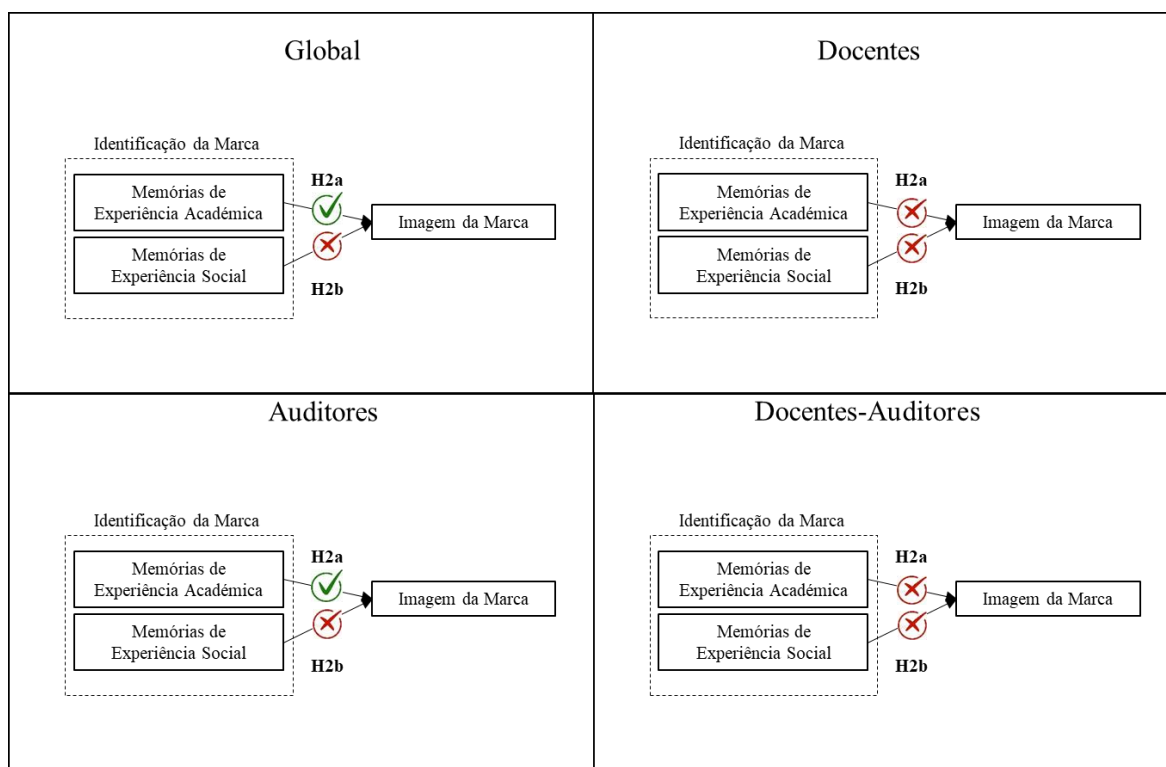 Global
Identificação da Marca
Memórias de
Experiência Académica
H2a
Imagem da Marca
Memórias de
Experiência Social
H2b
Docentes
Identificação da Marca
Memórias de
Experiência Académica
H2a
Imagem da Marca
Memórias de
Experiência Social
H2b
Auditores
Identificação da Marca
Memórias de
Experiência Académica
H2a
Imagem da Marca
Memórias de
Experiência Social
H2b
Docentes-Auditores
Identificação da Marca
Memórias de
Experiência Académica
H2a
Imagem da Marca
Memórias de
Experiência Social
H2b